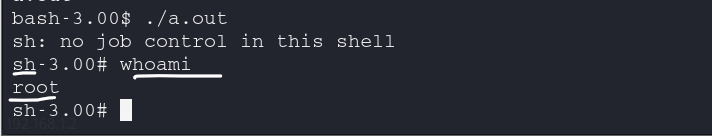 bash-3.00$ ./a.out
sh: no job control in this shell
sh-3.00# whoami
root
sh-3.00#